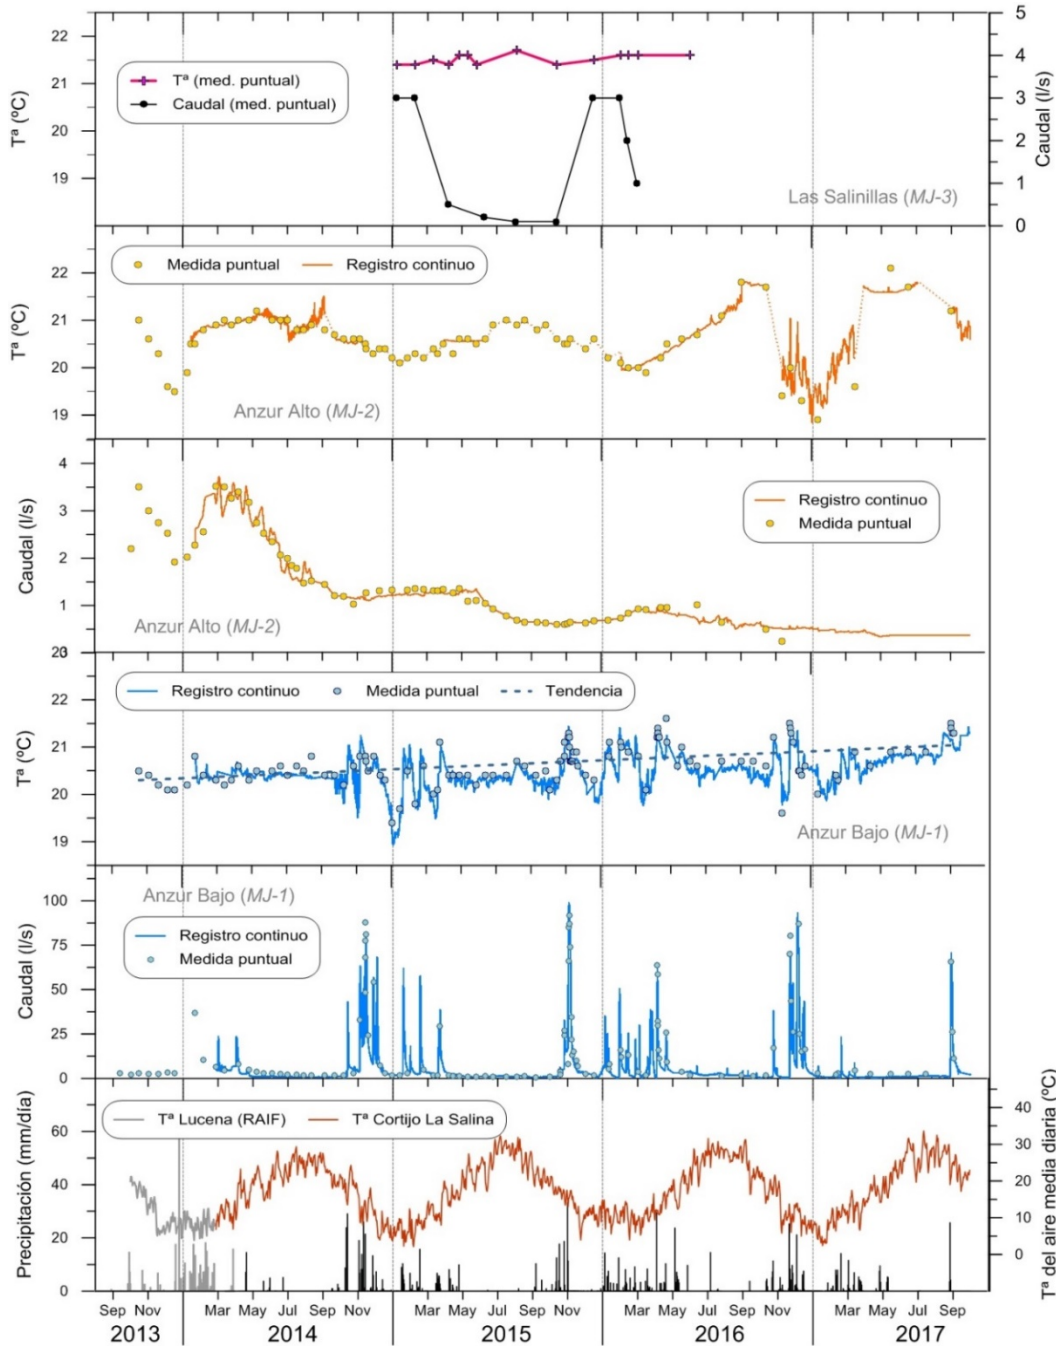 22
21
20
19
Tª (ºC)
Tª (med. puntual)
Caudal (med. puntual)
5
4
3
2
1
0
Caudal (l/s)
Las Salinillas (MJ-3)
Medida puntual
Registro continuo
22
21
20
19
Tª (ºC)
Anzur Alto (MJ-2)
4
3
2
1
Caudal (l/s)
Registro continuo
Medida puntual
Anzur Alto (MJ-2)
23
Registro continuo
Medida puntual
Tendencia
22
21
20
19
Tª (ºC)
Anzur Bajo (MJ-1)
Anzur Bajo (MJ-1)
Registro continuo
Medida puntual
100
75
50
25
0
Caudal (l/s)
Tª Lucena (RAIF)
Tª Cortijo La Salina
60
40
20
0
Precipitación (mm/día)
40
30
20
10
0
Tª del aire media diaria (ºC)
Sep Nov Mar May Jul Sep Nov Mar May Jul Sep Nov Mar May Jul Sep Nov Mar May Jul Sep
2013 2014 2015 2016 2017